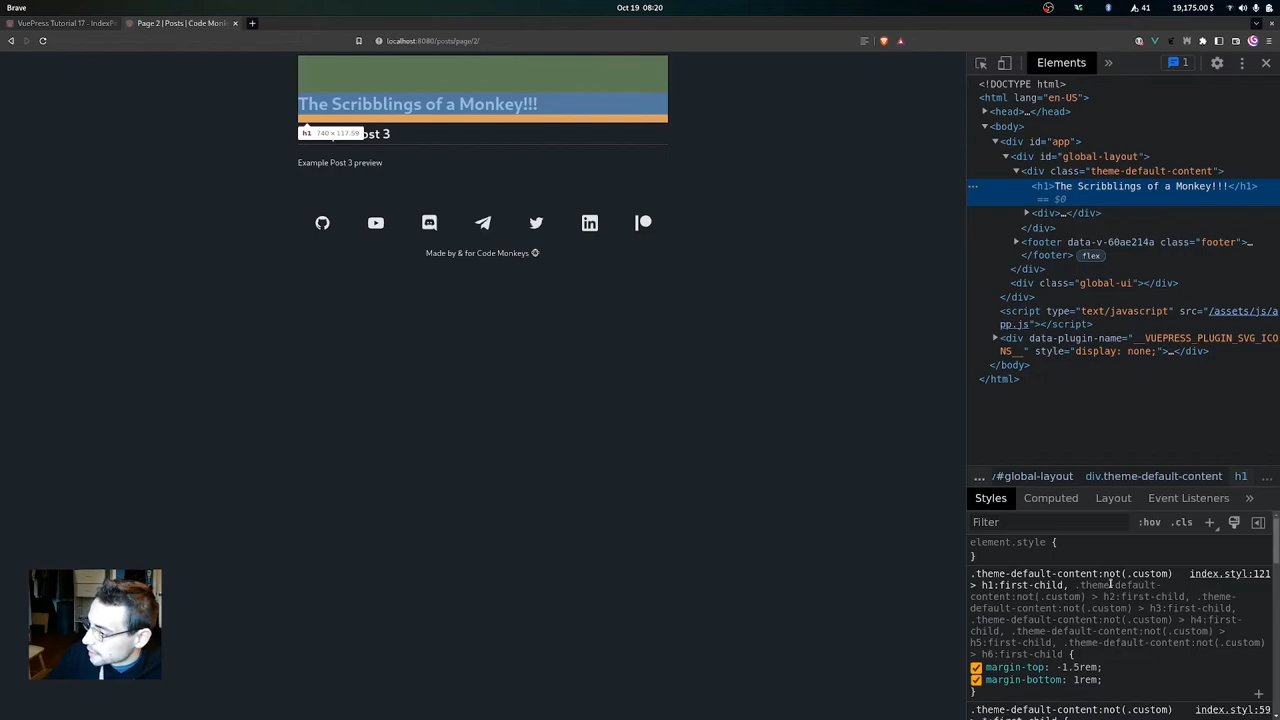 Brave
Oct 19 08:20
41
19,175.00 $
VuePress Tutorial 17 - IndexP
Page 2 | Posts | Code Monk
localhost:8080/posts/page/2/
The Scribblings of a Monkey!!!
h1 740 × 117.59
ost 3
Example Post 3 preview
Made by & for Code Monkeys
Elements
1
<!DOCTYPE html>
<html lang="en-US">
<head>…</head>
<body>
<div id="app">
<div id="global-layout">
<div class="theme-default-content">
<h1>The Scribblings of a Monkey!!!</h1>
== $0
<div>…</div>
</div>
<footer data-v-60ae214a class="footer">…
</footer> flex
</div>
<div class="global-ui"></div>
</div>
<script type="text/javascript" src="/assets/js/a
pp.js"></script>
<div data-plugin-name="__VUEPRESS_PLUGIN_SVG_ICO
NS__" style="display: none;">…</div>
</body>
</html>
… v#global-layout div.theme-default-content h1 …
Styles Computed Layout Event Listeners
Filter :hov .cls
element.style {
}
.theme-default-content:not(.custom) index.styl:121
> h1:first-child, .theme-default-
content:not(.custom) > h2:first-child, .theme-
default-content:not(.custom) > h3:first-child,
.theme-default-content:not(.custom) > h4:first-
child, .theme-default-content:not(.custom) >
h5:first-child, .theme-default-content:not(.custom)
> h6:first-child {
margin-top: -1.5rem;
margin-bottom: 1rem;
}
.theme-default-content:not(.custom) index.styl:59